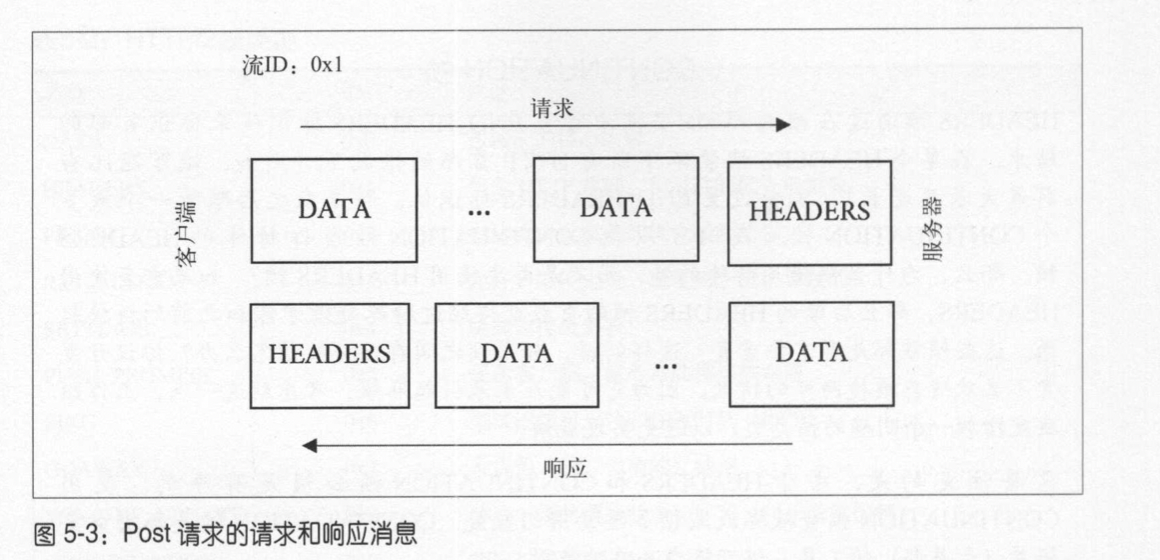 流ID：0x1
请求
客户端
DATA ... DATA HEADERS
服务器
HEADERS DATA ... DATA
响应
图 5-3：Post 请求的请求和响应消息